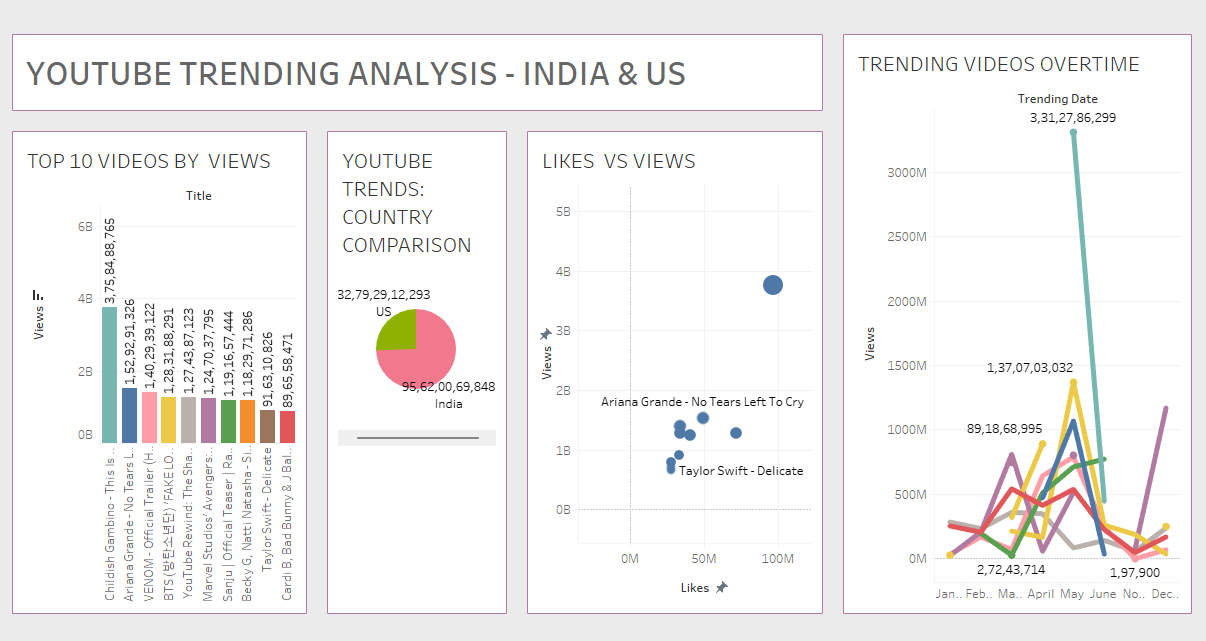 YOUTUBE TRENDING ANALYSIS - INDIA & US
TOP 10 VIDEOS BY VIEWS
Title
Views
6B
4B
2B
0B
3,75,84,88,765
1,52,92,91,326
1,40,29,39,122
1,28,31,88,291
1,27,43,87,123
1,24,70,37,795
1,19,16,57,444
1,18,29,71,286
91,63,10,826
89,65,58,471
Childish Gambino - This Is ..
Ariana Grande - No Tears L..
VENOM - Official Trailer (H..
BTS (방탄소년단) 'FAKE LO..
YouTube Rewind: The Sha..
Marvel Studios' Avengers:..
Sanju | Official Teaser | Ra..
Becky G, Natti Natasha - Si..
Taylor Swift - Delicate
Cardi B, Bad Bunny & J Bal..
YOUTUBE
TRENDS:
COUNTRY
COMPARISON
32,79,29,12,293
US
95,62,00,69,848
India
LIKES VS VIEWS
Views
5B
4B
3B
2B
1B
0B
Ariana Grande - No Tears Left To Cry
Taylor Swift - Delicate
0M
50M
100M
Likes
TRENDING VIDEOS OVERTIME
Trending Date
Views
3000M
2500M
2000M
1500M
1000M
500M
0M
3,31,27,86,299
1,37,07,03,032
89,18,68,995
2,72,43,714
1,97,900
Jan.. Feb.. Ma.. April May June No.. Dec..